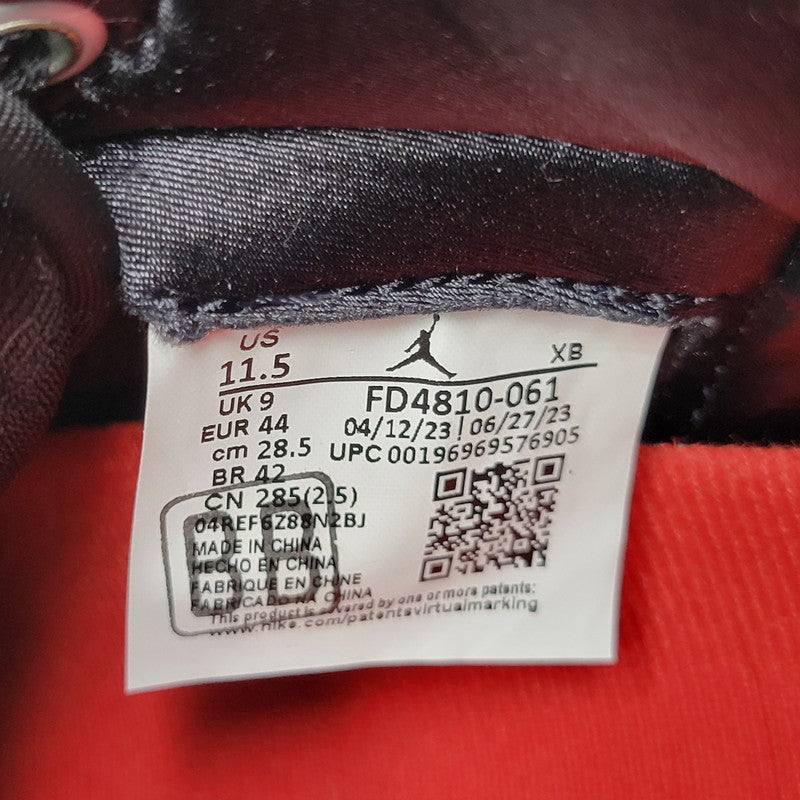 US
11.5
XB
UK 9
FD4810-061
EUR 44
04/12/23 | 06/27/23
cm 28.5
UPC 00196969576905
BR 42
CN 285(2.5)
04REF6Z88N2BJ
MADE IN CHINA
HECHO EN CHINA
FABRIQUE EN CHINE
FABRICADO NA CHINA
This product is covered by one or more patents:
www.nike.com/patentsvirtualmarking